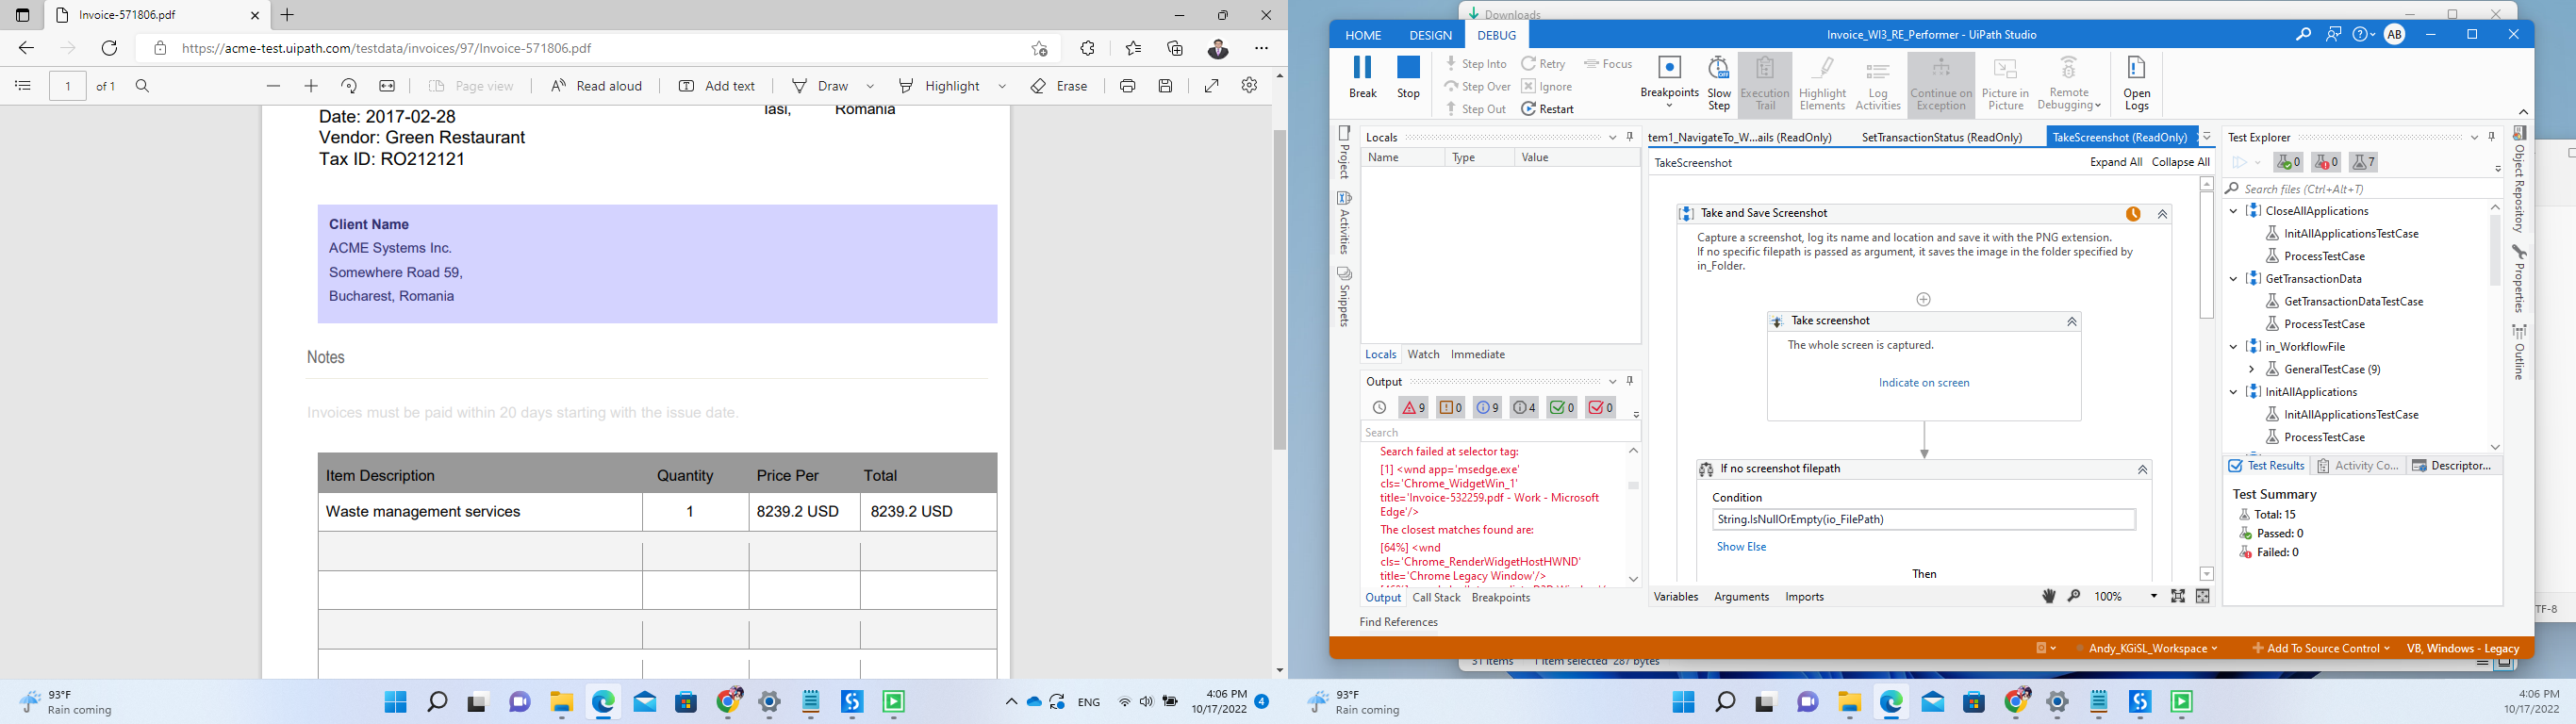 Invoice-571806.pdf
https://acme-test.uipath.com/testdata/invoices/97/Invoice-571806.pdf
1 of 1 Page view Read aloud Add text Draw Highlight Erase
Iasi, Romania
Date: 2017-02-28
Vendor: Green Restaurant
Tax ID: RO212121
Client Name
ACME Systems Inc.
Somewhere Road 59,
Bucharest, Romania
Notes
Invoices must be paid within 20 days starting with the issue date.
Item Description Quantity Price Per Total
Waste management services 1 8239.2 USD 8239.2 USD
93°F
Rain coming
ENG
4:06 PM
10/17/2022
4
Downloads
HOME DESIGN DEBUG
Invoice_WI3_RE_Performer - UiPath Studio
AB
Break
Stop
Step Into
Step Over
Step Out
Retry
Ignore
Restart
Focus
Breakpoints
Slow
Step
Execution
Trail
Highlight
Elements
Log
Activities
Continue on
Exception
Picture in
Picture
Remote
Debugging
Open
Logs
Project
Activities
Snippets
Locals
Name Type Value
Locals Watch Immediate
Output
9 0 9 4 0 0
Search
Search failed at selector tag:
[1] <wnd app='msedge.exe'
cls='Chrome_WidgetWin_1'
title='Invoice-532259.pdf - Work - Microsoft
Edge'/>
The closest matches found are:
[64%] <wnd
cls='Chrome_RenderWidgetHostHWND'
title='Chrome Legacy Window'/>
Output Call Stack Breakpoints
Find References
tem1_NavigateTo_W...ails (ReadOnly) SetTransactionStatus (ReadOnly) TakeScreenshot (ReadOnly)
TakeScreenshot
Expand All Collapse All
Take and Save Screenshot
Capture a screenshot, log its name and location and save it with the PNG extension.
If no specific filepath is passed as argument, it saves the image in the folder specified by
in_Folder.
Take screenshot
The whole screen is captured.
Indicate on screen
If no screenshot filepath
Condition
String.IsNullOrEmpty(io_FilePath)
Show Else
Then
Variables Arguments Imports
100%
Test Explorer
0 0 7
Search files (Ctrl+Alt+T)
CloseAllApplications
InitAllApplicationsTestCase
ProcessTestCase
GetTransactionData
GetTransactionDataTestCase
ProcessTestCase
in_WorkflowFile
GeneralTestCase (9)
InitAllApplications
InitAllApplicationsTestCase
ProcessTestCase
Test Results Activity Co... Descriptor...
Test Summary
Total: 15
Passed: 0
Failed: 0
Object Repository
Properties
Outline
TF-8
Andy_KGiSL_Workspace
Add To Source Control
VB, Windows - Legacy
31 items 1 item selected 287 bytes
93°F
Rain coming
4:06 PM
10/17/2022